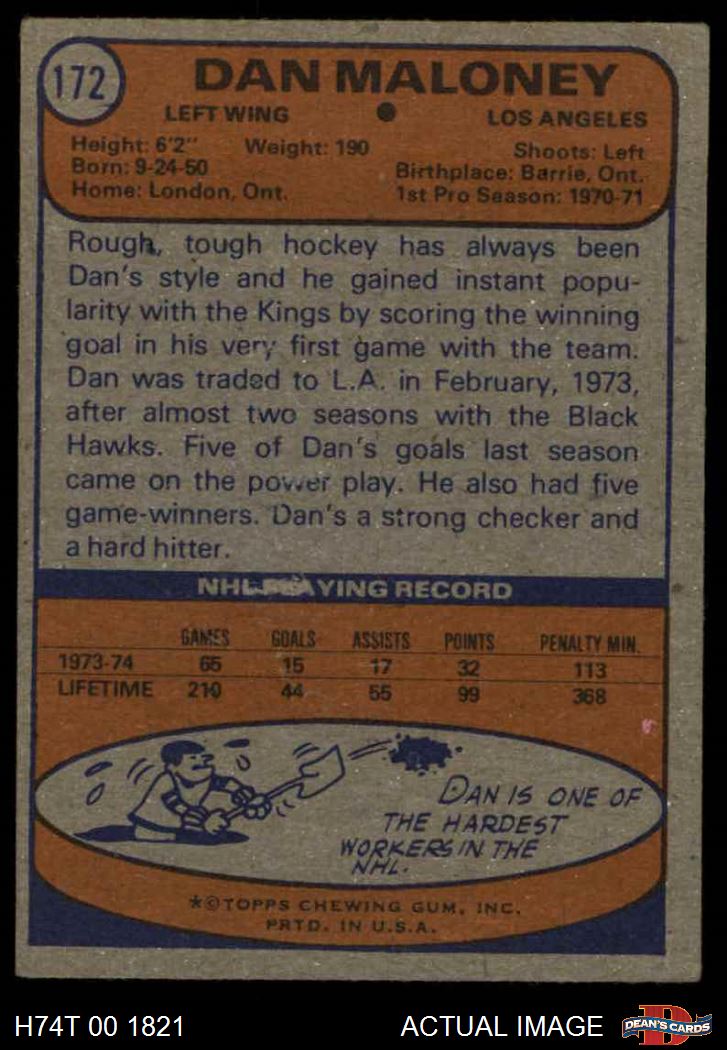 172
DAN MALONEY
LEFT WING LOS ANGELES
Height: 6'2" Weight: 190 Shoots: Left
Born: 9-24-50 Birthplace: Barrie, Ont.
Home: London, Ont. 1st Pro Season: 1970-71
Rough, tough hockey has always been
Dan's style and he gained instant popu-
larity with the Kings by scoring the winning
goal in his very first game with the team.
Dan was traded to L.A. in February, 1973,
after almost two seasons with the Black
Hawks. Five of Dan's goals last season
came on the power play. He also had five
game-winners. Dan's a strong checker and
a hard hitter.
NHL PLAYING RECORD
GAMES GOALS ASSISTS POINTS PENALTY MIN.
1973-74 65 15 17 32 113
LIFETIME 210 44 55 99 368
DAN IS ONE OF
THE HARDEST
WORKERS IN THE
NHL.
*©TOPPS CHEWING GUM, INC.
PRTD. IN U.S.A.
H74T 00 1821 ACTUAL IMAGE D DEAN'S CARDS